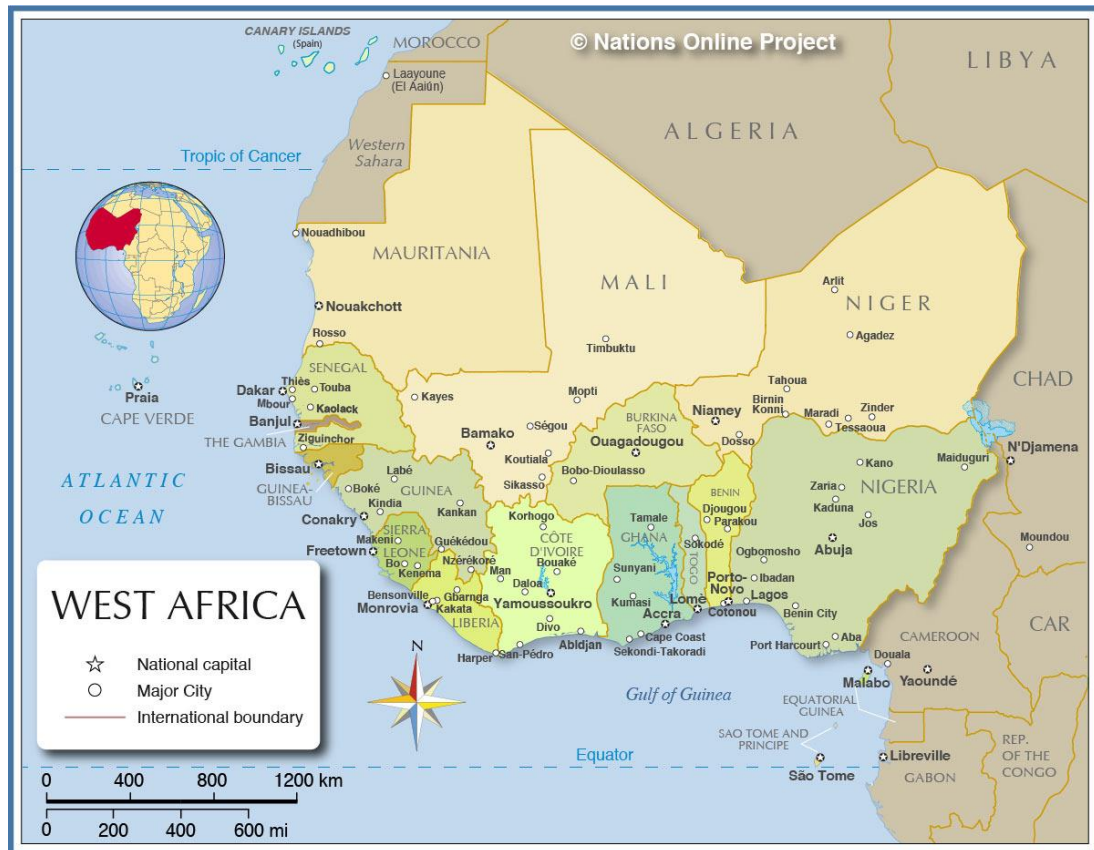 CANARY ISLANDS
(Spain)
MOROCCO
© Nations Online Project
LIBYA
Laayoune
(El Aaiún)
ALGERIA
Western
Sahara
Tropic of Cancer
Nouadhibou
MAURITANIA
MALI
Arlit
NIGER
Nouakchott
Rosso
Timbuktu
Agadez
SENEGAL
CHAD
Praia
CAPE VERDE
Dakar
Thiès
Touba
Mbour
Kaolack
Kayes
Mopti
Tahoua
Birnin
Konni
Maradi
Zinder
Tessaoua
Banjul
THE GAMBIA
Ziguinchor
Bamako
Ségou
BURKINA
FASO
Ouagadougou
Niamey
Dosso
N'Djamena
Bissau
GUINEA-
BISSAU
Koutiala
Sikasso
Bobo-Dioulasso
Kano
Maiduguri
ATLANTIC
OCEAN
Labé
Boké
GUINEA
Kindia
Kankan
BENIN
Djougou
Parakou
Zaria
Kaduna
NIGERIA
Jos
Conakry
Korhogo
Tamale
GHANA
Sokodé
TOGO
Abuja
Moundou
Freetown
SIERRA
LEONE
Makeni
Bo
Kenema
Guékédou
Nzérékoré
CÔTE
D'IVOIRE
Bouaké
Man
Daloa
Yamoussoukro
Sunyani
Kumasi
Ogbomosho
Ibadan
Porto-
Novo
Lomé
Cotonou
Lagos
Benin City
Bensonville
Monrovia
Gbarnga
Kakata
LIBERIA
Divo
Abidjan
Accra
Cape Coast
Sekondi-Takoradi
Port Harcourt
Aba
CAMEROON
CAR
Harper
San-Pédro
Douala
Malabo
Yaoundé
WEST AFRICA
National capital
Major City
International boundary
N
Gulf of Guinea
EQUATORIAL
GUINEA
SAO TOME AND
PRINCIPE
Equator
São Tome
Libreville
GABON
REP.
OF THE
CONGO
0 400 800 1200 km
0 200 400 600 mi